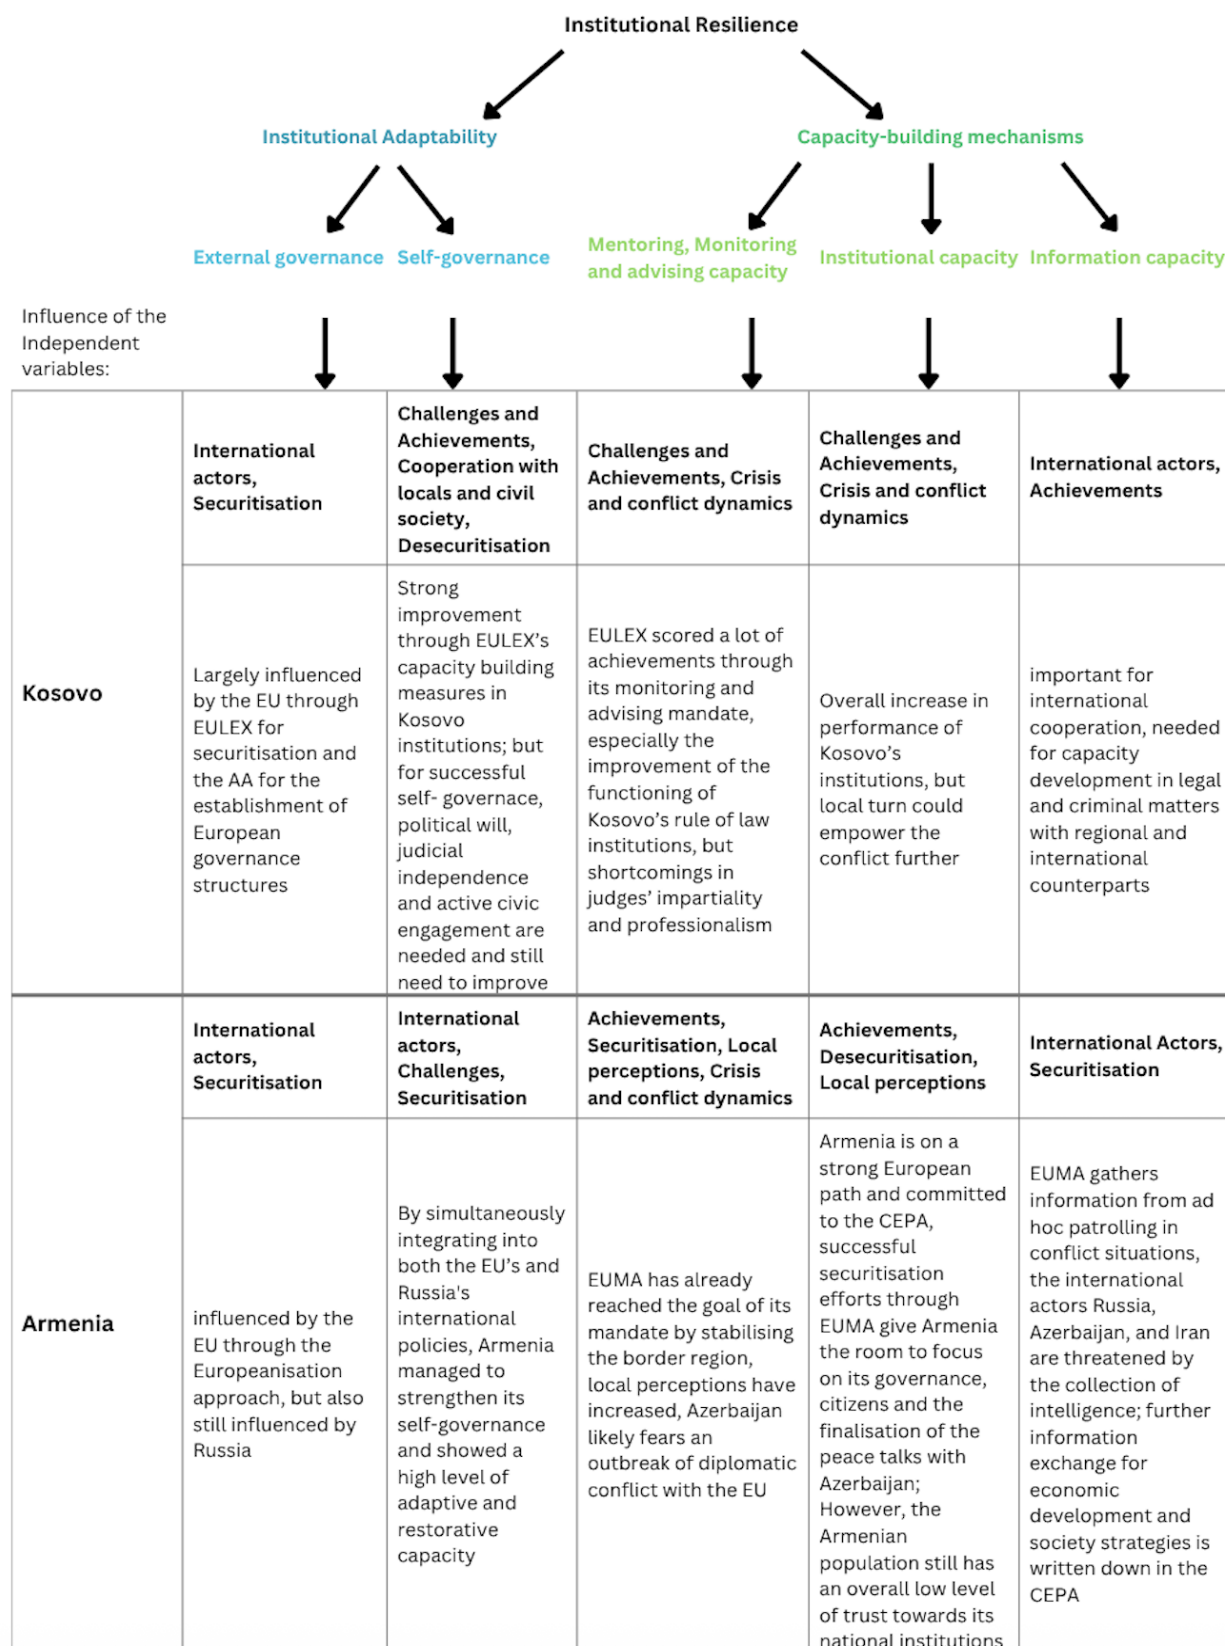 Institutional Resilience
Institutional Adaptability
Capacity-building mechanisms
External governance
Self-governance
Mentoring, Monitoring
and advising capacity
Institutional capacity
Information capacity
Influence of the
Independent
variables:
International
actors,
Securitisation
Challenges and
Achievements,
Cooperation with
locals and civil
society,
Desecuritisation
Challenges and
Achievements, Crisis
and conflict dynamics
Challenges and
Achievements,
Crisis and conflict
dynamics
International actors,
Achievements
Kosovo
Largely influenced
by the EU through
EULEX for
securitisation and
the AA for the
establishment of
European
governance
structures
Strong
improvement
through EULEX's
capacity building
measures in
Kosovo
institutions; but
for successful
self- governace,
political will,
judicial
independence
and active civic
engagement are
needed and still
need to improve
EULEX scored a lot of
achievements through
its monitoring and
advising mandate,
especially the
improvement of the
functioning of
Kosovo's rule of law
institutions, but
shortcomings in
judges' impartiality
and professionalism
Overall increase in
performance of
Kosovo's
institutions, but
local turn could
empower the
conflict further
important for
international
cooperation, needed
for capacity
development in legal
and criminal matters
with regional and
international
counterparts
International
actors,
Securitisation
International
actors,
Challenges,
Securitisation
Achievements,
Securitisation, Local
perceptions, Crisis
and conflict dynamics
Achievements,
Desecuritisation,
Local perceptions
International Actors,
Securitisation
Armenia
influenced by the
EU through the
Europeanisation
approach, but also
still influenced by
Russia
By simultaneously
integrating into
both the EU's and
Russia's
international
policies, Armenia
managed to
strengthen its
self-governance
and showed a
high level of
adaptive and
restorative
capacity
EUMA has already
reached the goal of its
mandate by stabilising
the border region,
local perceptions have
increased, Azerbaijan
likely fears an
outbreak of diplomatic
conflict with the EU
Armenia is on a
strong European
path and committed
to the CEPA,
successful
securitisation
efforts through
EUMA give Armenia
the room to focus
on its governance,
citizens and the
finalisation of the
peace talks with
Azerbaijan;
However, the
Armenian
population still has
an overall low level
of trust towards its
national institutions
EUMA gathers
information from ad
hoc patrolling in
conflict situations,
the international
actors Russia,
Azerbaijan, and Iran
are threatened by
the collection of
intelligence; further
information
exchange for
economic
development and
society strategies is
written down in the
CEPA